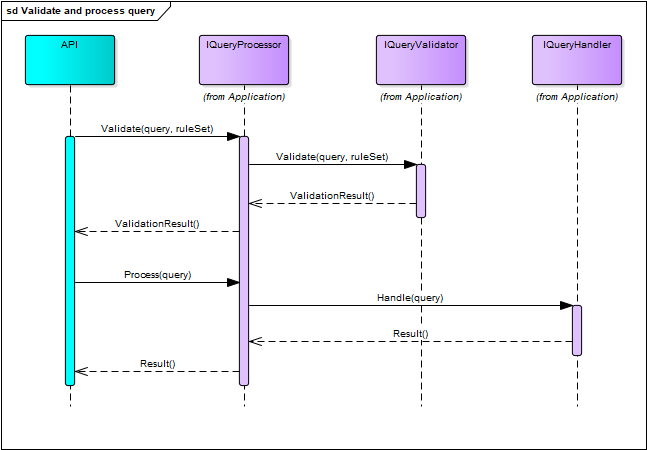 sd Validate and process query
API
IQueryProcessor
IQueryValidator
IQueryHandler
(from Application)
(from Application)
(from Application)
Validate(query, ruleSet)
Validate(query, ruleSet)
ValidationResult()
ValidationResult()
Process(query)
Handle(query)
Result()
Result()